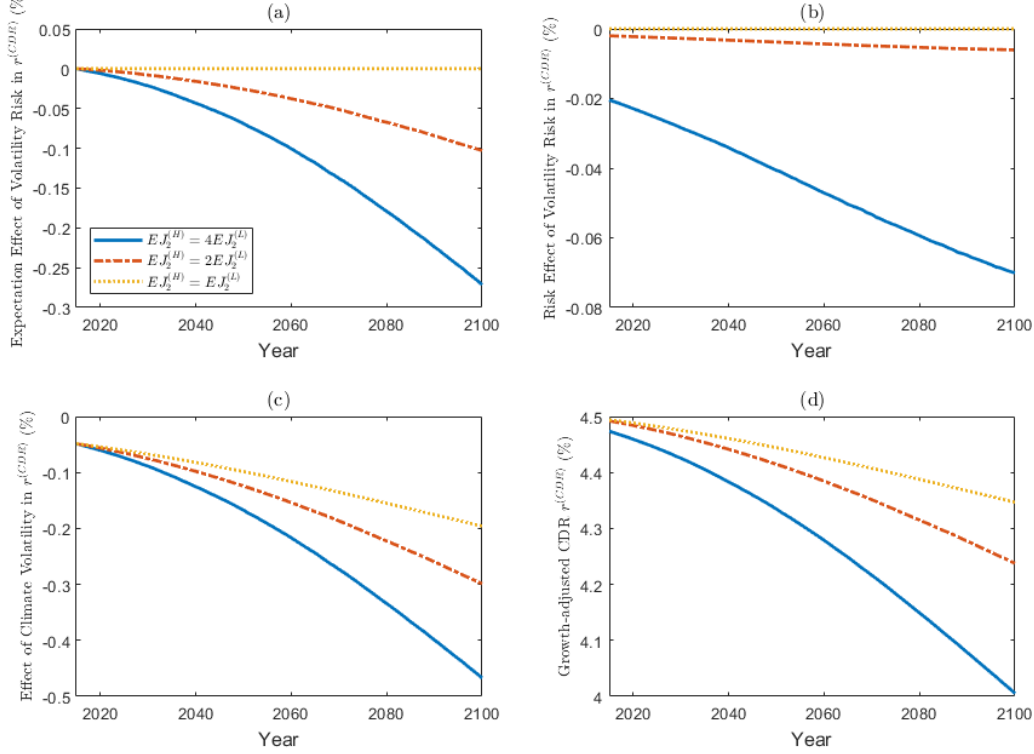 (a)
Expectation Effect of Volatility Risk in r^{(CDR)} (%)
0.05
0
-0.05
-0.1
-0.15
-0.2
-0.25
-0.3
EJ_2^{(H)} = 4EJ_2^{(L)}
EJ_2^{(H)} = 2EJ_2^{(L)}
EJ_2^{(H)} = EJ_2^{(L)}
2020 2040 2060 2080 2100
Year
(b)
Risk Effect of Volatility Risk in r^{(CDR)} (%)
0
-0.02
-0.04
-0.06
-0.08
2020 2040 2060 2080 2100
Year
(c)
Effect of Climate Volatility in r^{(CDR)} (%)
0
-0.1
-0.2
-0.3
-0.4
-0.5
2020 2040 2060 2080 2100
Year
(d)
Growth-adjusted CDR r^{(CDR)} (%)
4.5
4.4
4.3
4.2
4.1
4
2020 2040 2060 2080 2100
Year